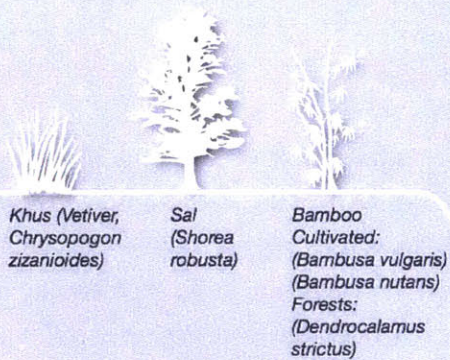 Khus (Vetiver,
Chrysopogon
zizanioides)
Sal
(Shorea
robusta)
Bamboo
Cultivated:
(Bambusa vulgaris)
(Bambusa nutans)
Forests:
(Dendrocalamus
strictus)